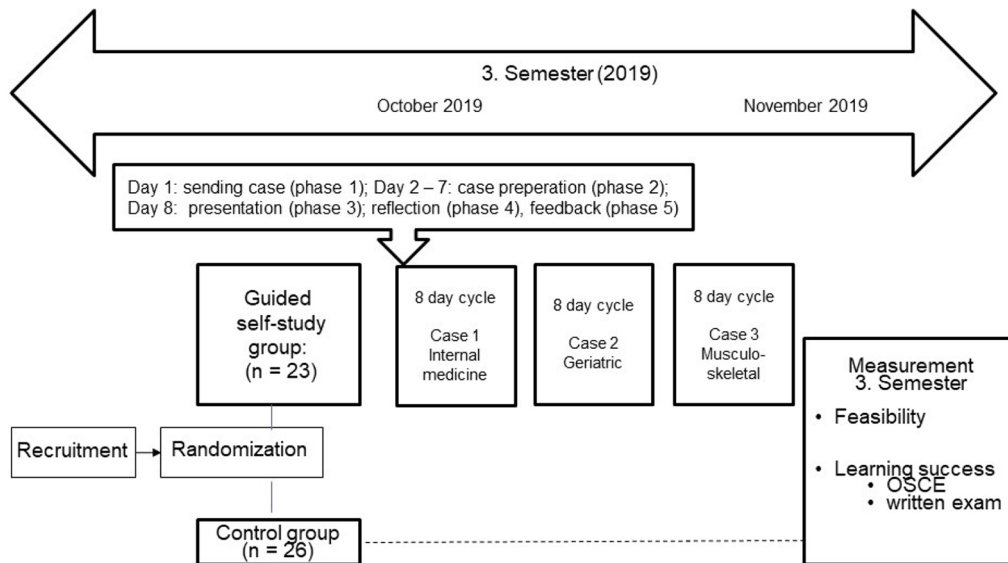 3. Semester (2019)
October 2019
November 2019
Day 1: sending case (phase 1); Day 2 – 7: case preperation (phase 2);
Day 8: presentation (phase 3); reflection (phase 4), feedback (phase 5)
Guided
self-study
group:
(n = 23)
8 day cycle
Case 1
Internal
medicine
8 day cycle
Case 2
Geriatric
8 day cycle
Case 3
Musculo-
skeletal
Recruitment
Randomization
Control group
(n = 26)
Measurement
3. Semester
• Feasibility
• Learning success
• OSCE
• written exam